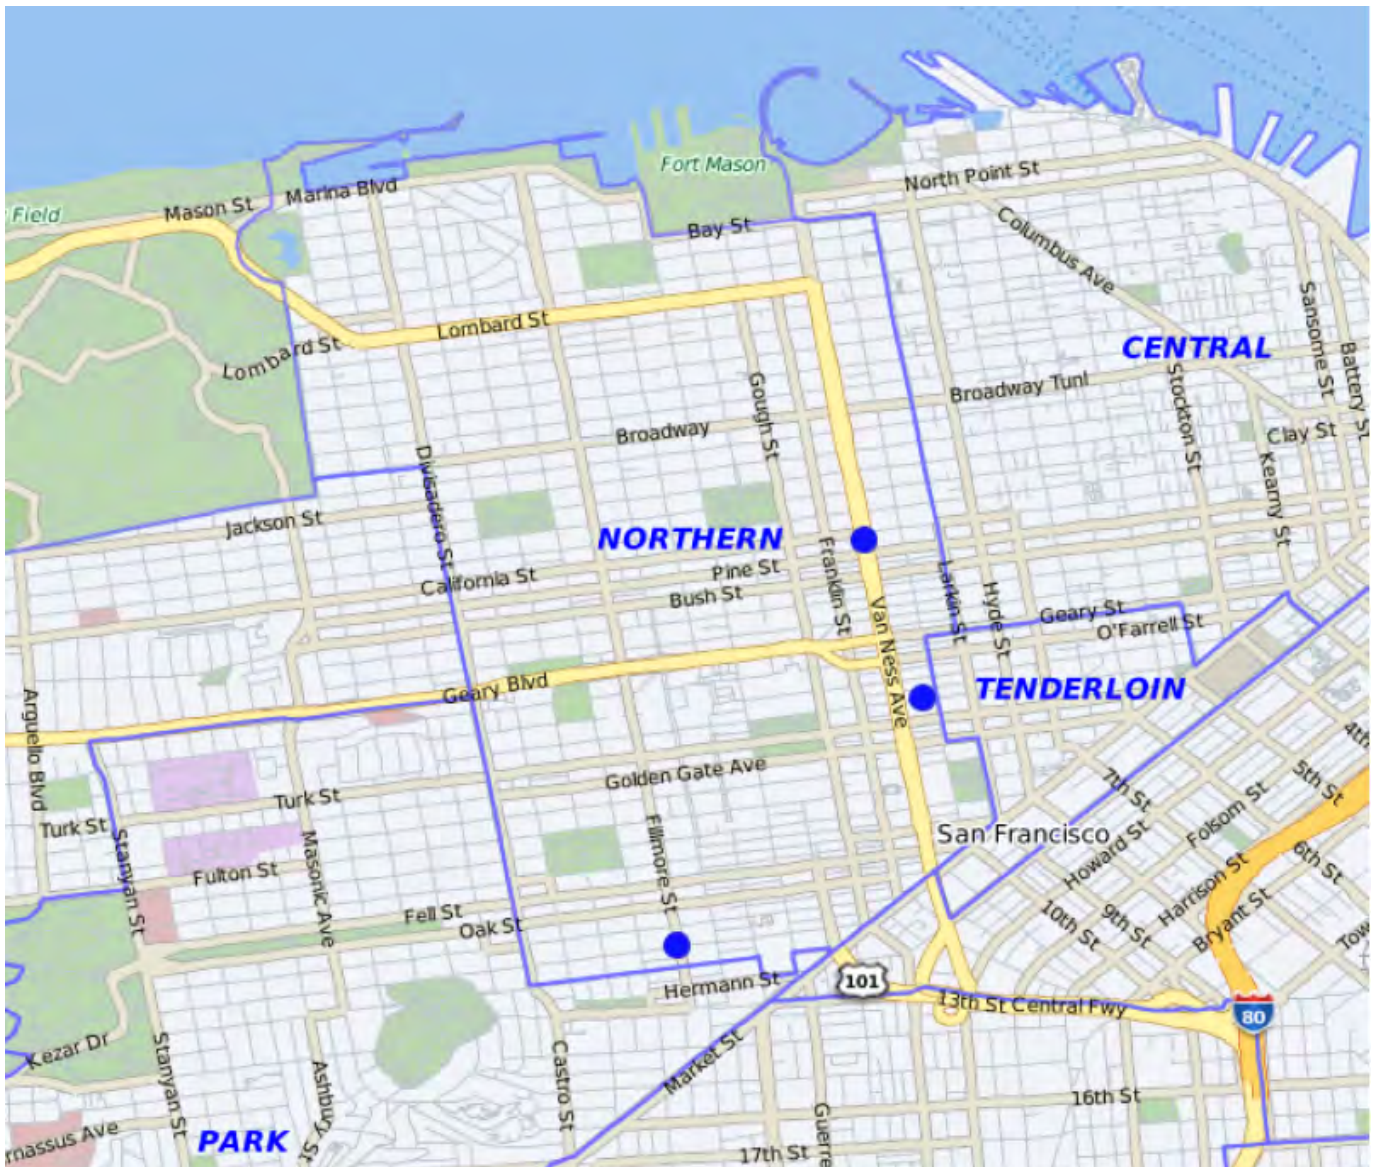 Fort Mason
North Point St
Marina Blvd
Mason St
Field
Bay St
Columbus Ave
Lombard St
Lombard St
Sansome St
Battery St
CENTRAL
Stockton St
Broadway Tunl
Gough St
Broadway
Clay St
Kearny St
Divisadero St
Jackson St
NORTHERN
Franklin St
Pine St
California St
Bush St
Larkin St
Hyde St
Van Ness Ave
Geary St
O'Farrell St
TENDERLOIN
Geary Blvd
Arguello Blvd
4th
5th St
7th St
Folsom St
Golden Gate Ave
Turk St
Turk St
San Francisco
Howard St
Harrison St
6th St
Stanyan St
Masonic Ave
Fillmore St
Fulton St
Fell St
Oak St
10th St
9th St
Bryant St
Tow
Hermann St
101
13th St Central Fwy
80
Kezar Dr
Stanyan St
Ashbury St
Castro St
Market St
16th St
Guerre
rnassus Ave
PARK
17th St